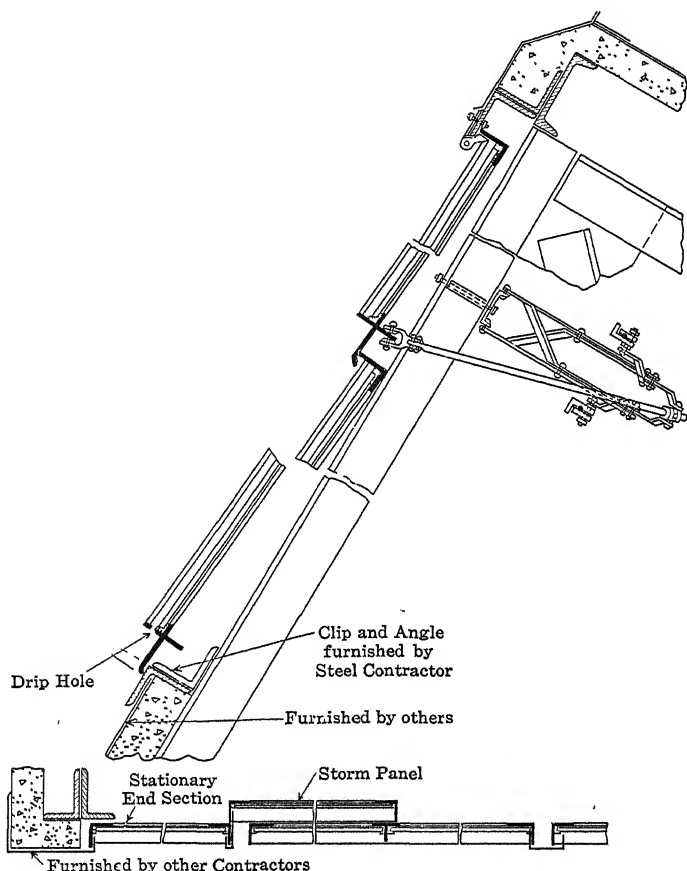 Clip and Angle
furnished by
Steel Contractor
Drip Hole
Furnished by others
Stationary
End Section
Storm Panel
Furnished by other Contractors